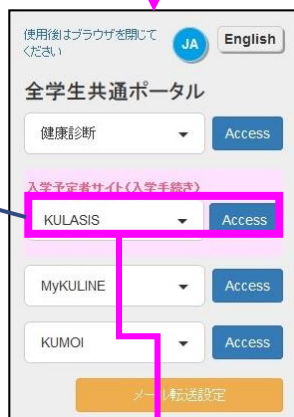 使用後はブラウザを閉じて
ください
JA
English
全学生共通ポータル
健康診断
Access
入学予定者サイト(入学手続き)
KULASIS
Access
MyKULINE
Access
KUMOI
Access
メール転送設定